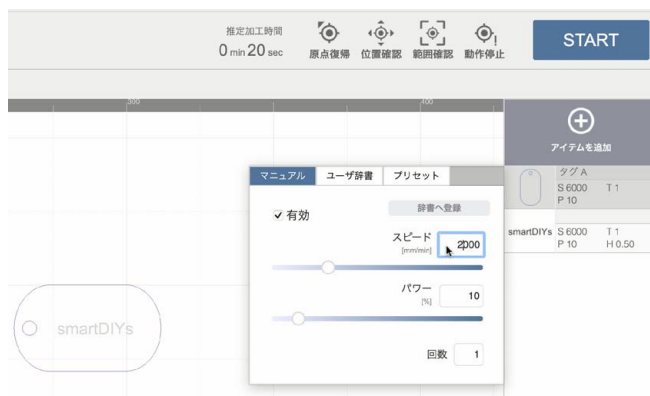 推定加工時間
0 min 20 sec
原点復帰
位置確認
範囲確認
動作停止
START
300
400
アイテムを追加
タグ A
S 6000 T 1
P 10
smartDIYs S 6000 T 1
P 10 H 0.50
マニュアル ユーザ辞書 プリセット
有効
辞書へ登録
スピード
[mm/min]
2000
パワー
[%]
10
回数 1
smartDIYs